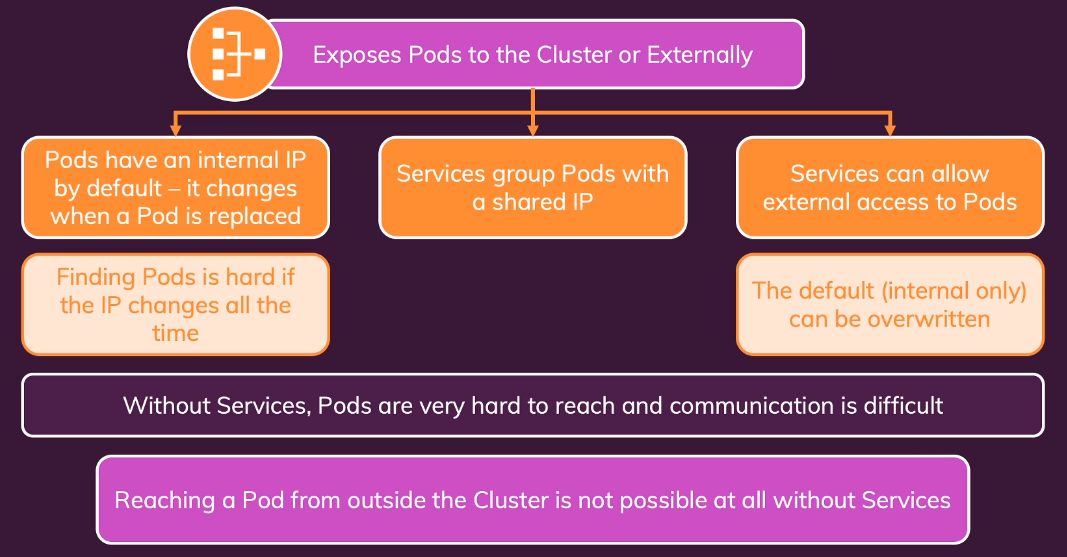 Exposes Pods to the Cluster or Externally
Pods have an internal IP
by default – it changes
when a Pod is replaced
Services group Pods with
a shared IP
Services can allow
external access to Pods
Finding Pods is hard if
the IP changes all the
time
The default (internal only)
can be overwritten
Without Services, Pods are very hard to reach and communication is difficult
Reaching a Pod from outside the Cluster is not possible at all without Services